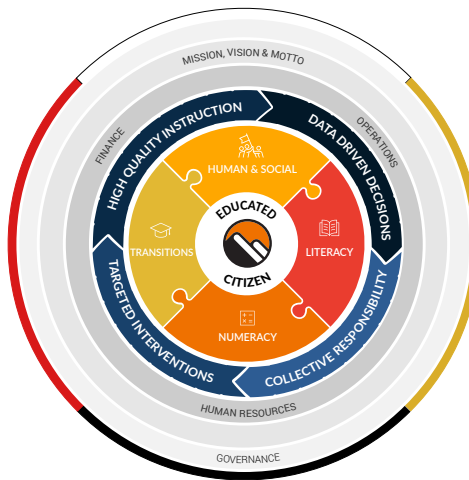 MISSION, VISION & MOTTO
FINANCE
OPERATIONS
HIGH QUALITY INSTRUCTION
DATA DRIVEN DECISIONS
HUMAN & SOCIAL
EDUCATED
TRANSITIONS
LITERACY
CITIZEN
NUMERACY
TARGETED INTERVENTIONS
COLLECTIVE RESPONSIBILITY
HUMAN RESOURCES
GOVERNANCE